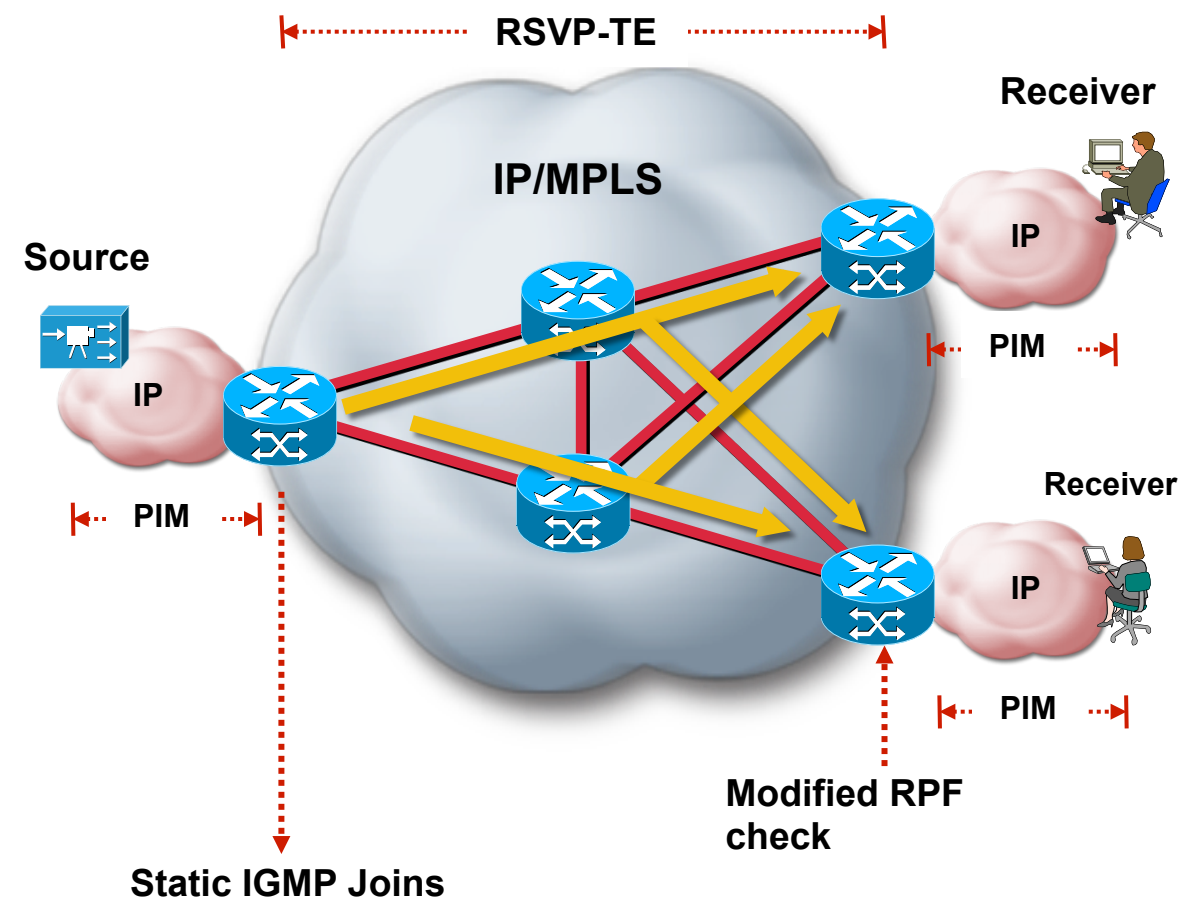 RSVP-TE
Receiver
IP/MPLS
IP
Source
PIM
IP
Receiver
PIM
IP
PIM
Modified RPF
check
Static IGMP Joins